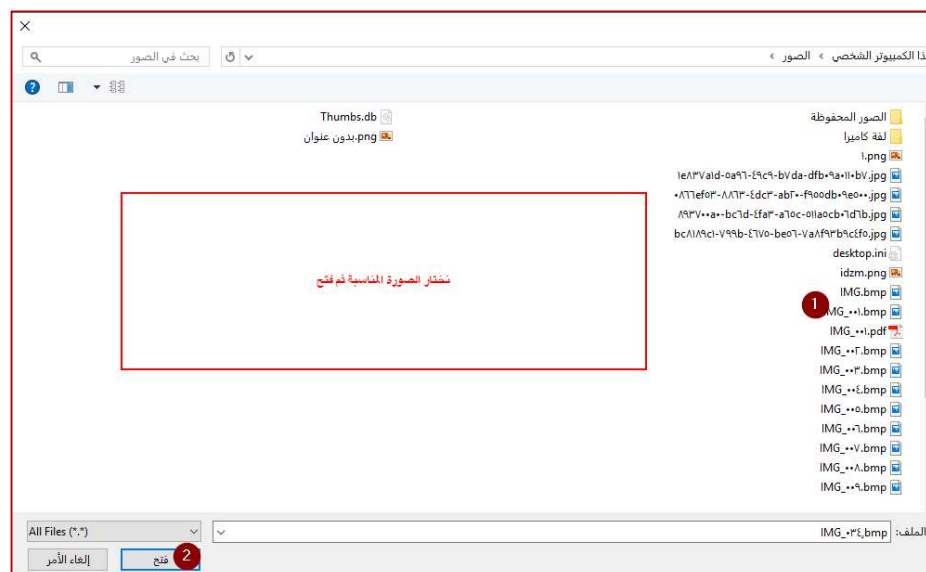 ذا الكمبيوتر الشخصي › الصور ›
بحث في الصور
الصور المحفوظة
لفة كاميرا
١.png
١e٨٣٧a١d-٥a٩٦-٤٩c٩-b٧da-dfb٠٩a٠١١٠b٧.jpg
٠٨٦٦ef٥٣-٨٨٦٣-٤dc٣-ab٢٠-f٩٥٥db٠٩e٥٠٠.jpg
٨٩٣٧٠٠a٠-bc٦d-٤fa٣-a٦٥c-٥١١a٥cb٠٦d٦b.jpg
bc٨١٨٩c١-٧٩٩b-٤٦٧٥-be٥٦-٧a٨f٩٣b٩c٤f٥.jpg
desktop.ini
idzm.png
IMG.bmp
MG_٠٠١.bmp
IMG_٠٠١.pdf
IMG_٠٠٢.bmp
IMG_٠٠٣.bmp
IMG_٠٠٤.bmp
IMG_٠٠٥.bmp
IMG_٠٠٦.bmp
IMG_٠٠٧.bmp
IMG_٠٠٨.bmp
IMG_٠٠٩.bmp
Thumbs.db
بدون عنوان.png
1
نختار الصورة المناسبة ثم فتح
الملف:
IMG_٠٣٤.bmp
All Files (*.*)
2
فتح
إلغاء الأمر